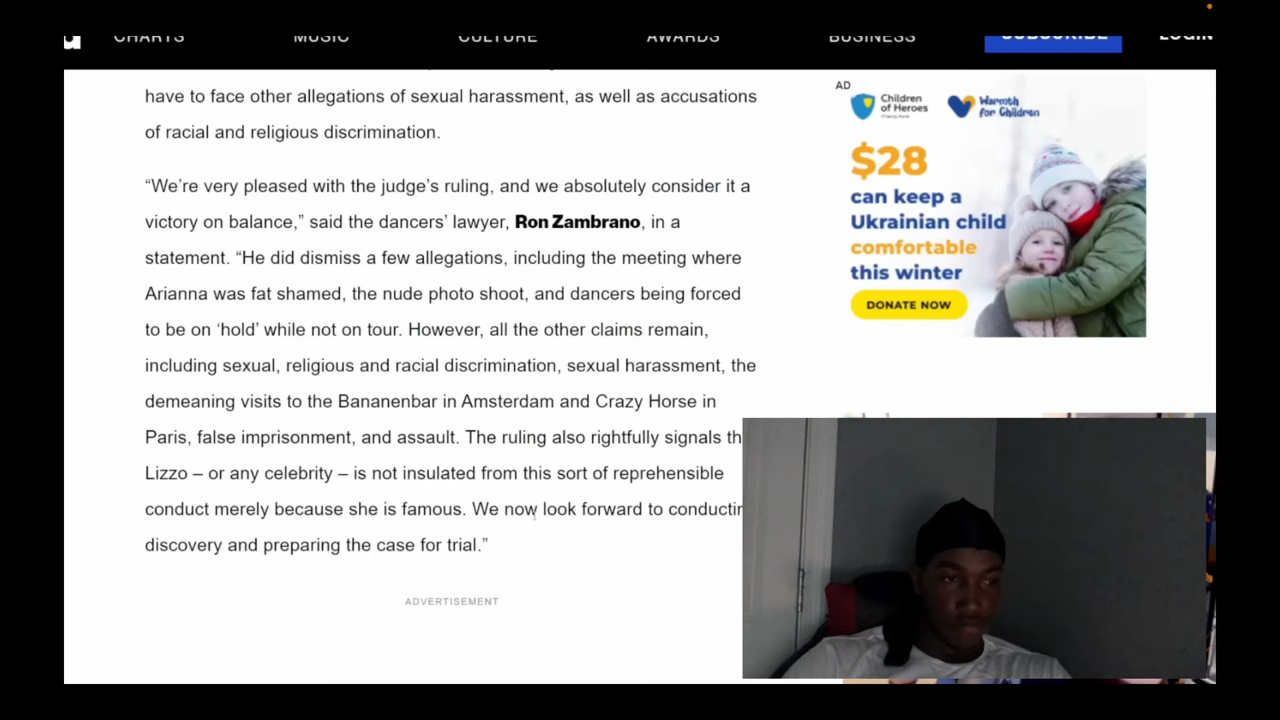 CHARTS MUSIC CULTURE AWARDS BUSINESS SUBSCRIBE LOGIN
have to face other allegations of sexual harassment, as well as accusations
of racial and religious discrimination.
“We’re very pleased with the judge’s ruling, and we absolutely consider it a
victory on balance,” said the dancers’ lawyer, Ron Zambrano, in a
statement. “He did dismiss a few allegations, including the meeting where
Arianna was fat shamed, the nude photo shoot, and dancers being forced
to be on ‘hold’ while not on tour. However, all the other claims remain,
including sexual, religious and racial discrimination, sexual harassment, the
demeaning visits to the Bananenbar in Amsterdam and Crazy Horse in
Paris, false imprisonment, and assault. The ruling also rightfully signals th
Lizzo – or any celebrity – is not insulated from this sort of reprehensible
conduct merely because she is famous. We now look forward to conductin
discovery and preparing the case for trial.”
ADVERTISEMENT
AD
Children
of Heroes
Warmth
for Children
$28
can keep a
Ukrainian child
comfortable
this winter
DONATE NOW